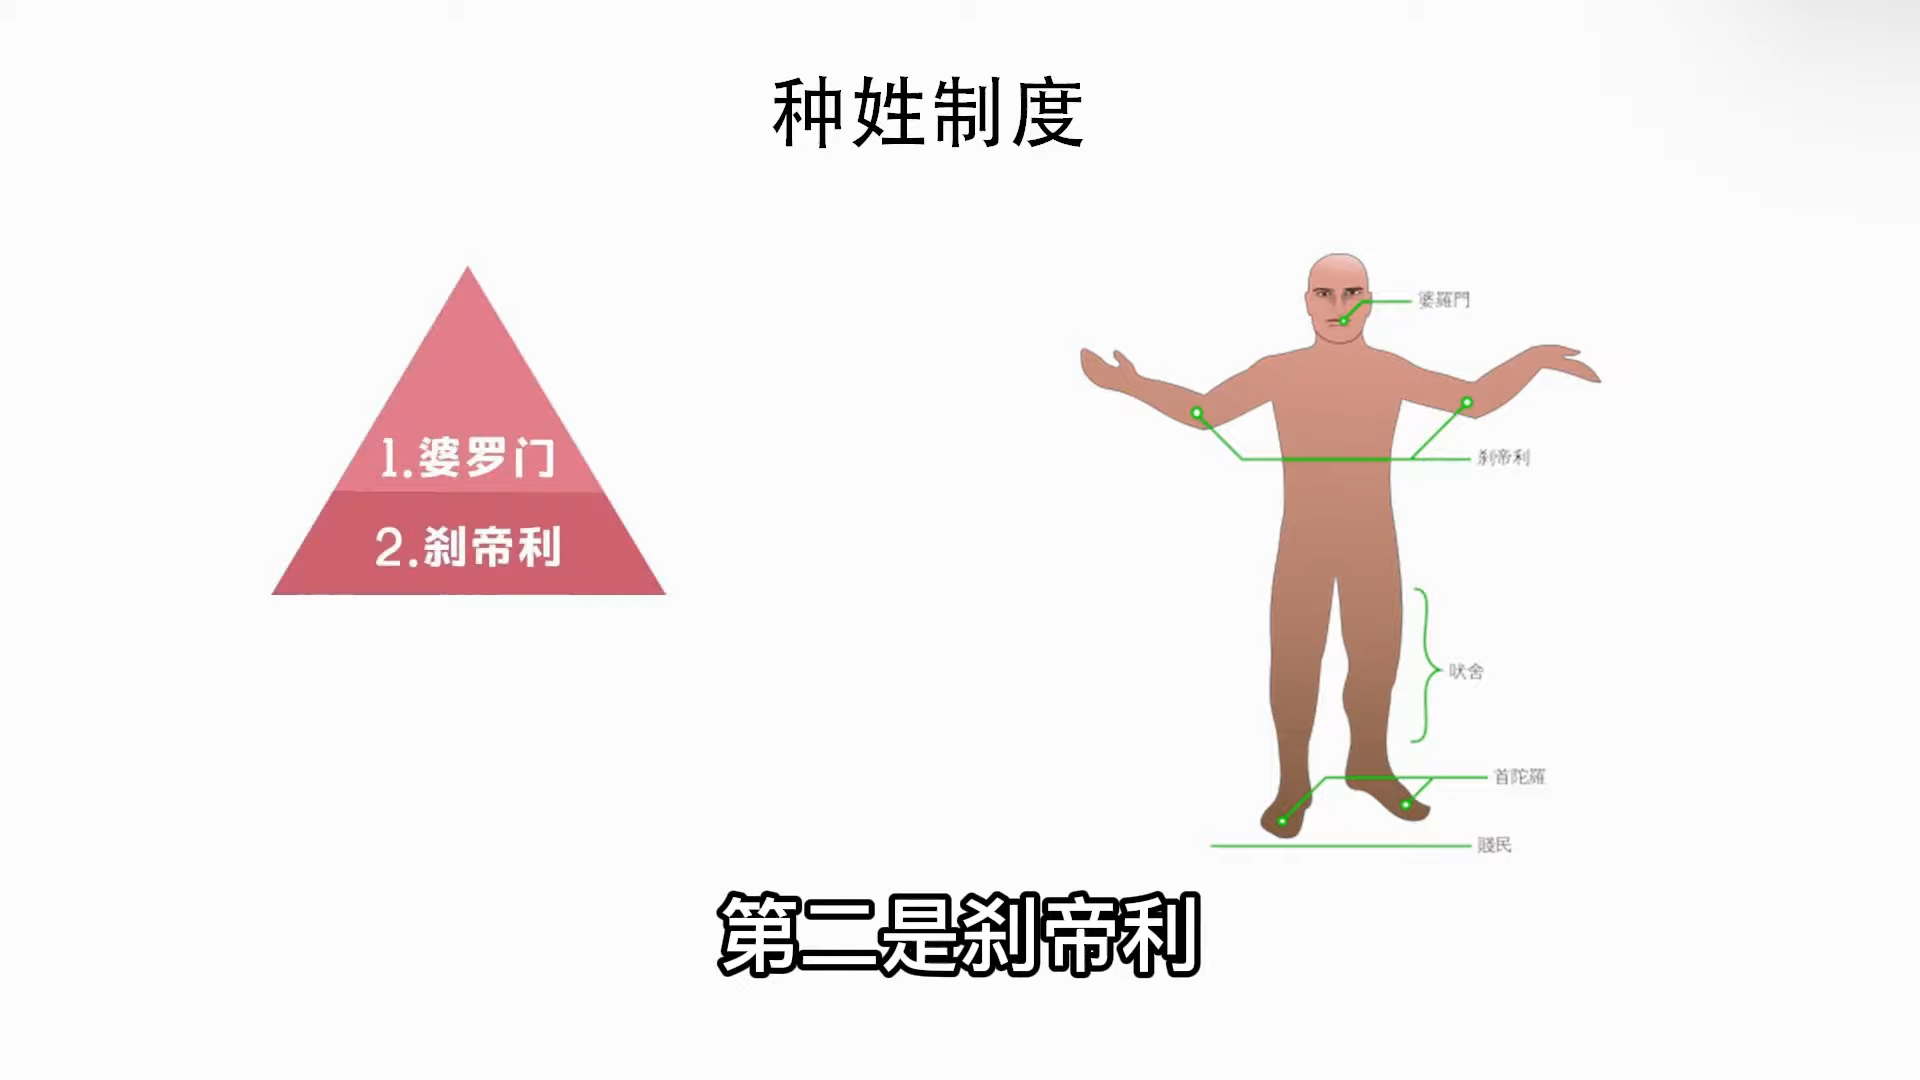 种姓制度
1.婆罗门
2.刹帝利
婆羅門
刹帝利
吠舍
首陀羅
賤民
第二是刹帝利